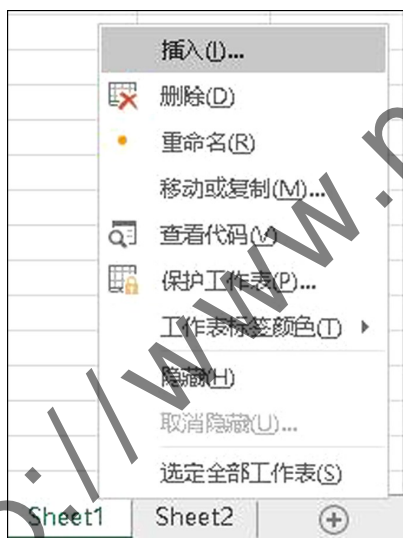 插入(I)...
删除(D)
重命名(R)
移动或复制(M)...
查看代码(V)
保护工作表(P)...
工作表标签颜色(T)
隐藏(H)
取消隐藏(U)...
选定全部工作表(S)
Sheet1 Sheet2